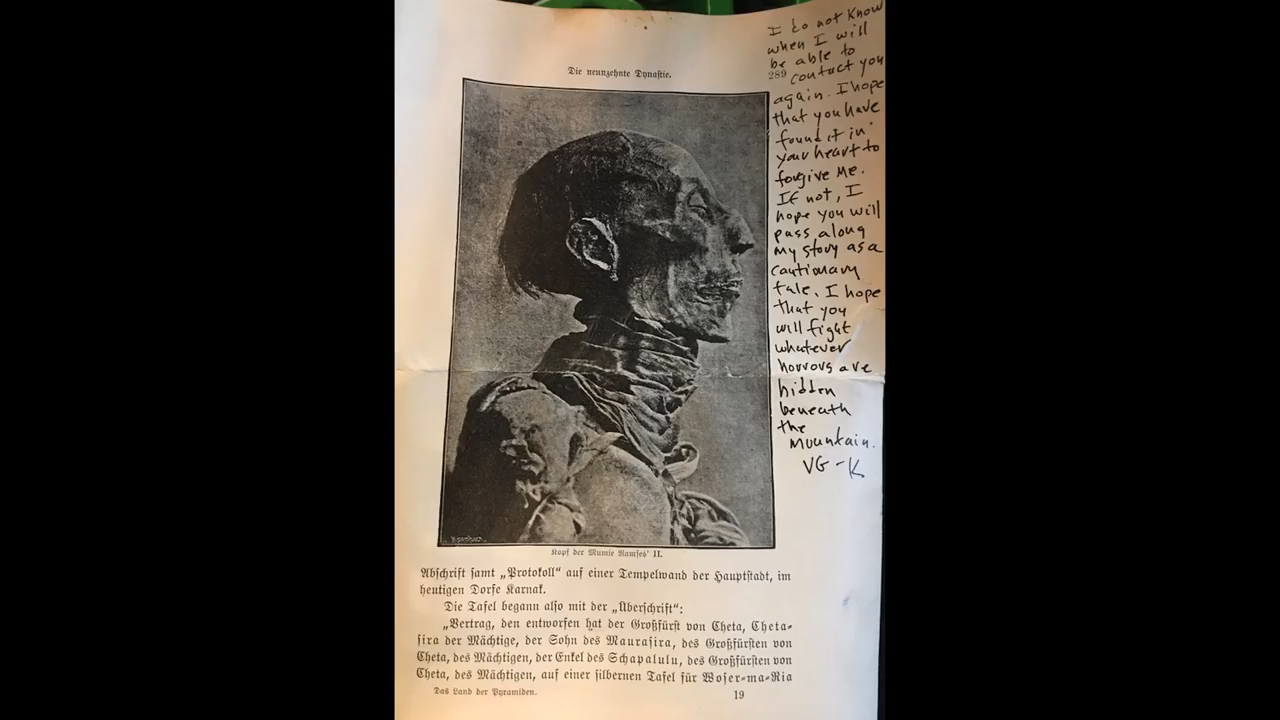 Die neunzehnte Dynastie.
289
Kopf der Mumie Ramses' II.
Abschrift samt „Protokoll“ auf einer Tempelwand der Hauptstadt, im
heutigen Dorfe Karnak.
Die Tafel begann also mit der „Überschrift“:
„Vertrag, den entworfen hat der Großfürst von Cheta, Cheta-
sira der Mächtige, der Sohn des Maurasira, des Großfürsten von
Cheta, des Mächtigen, der Enkel des Schapalulu, des Großfürsten von
Cheta, des Mächtigen, auf einer silbernen Tafel für Woser-ma-Ria
Das Land der Pyramiden.
19
I do not know
when I will
be able to
contact you
again. I hope
that you have
found it in
your heart to
forgive me.
If not, I
hope you will
pass along
my story as a
cautionary
tale. I hope
that you
will fight
whatever
horrors are
hidden
beneath
the
mountain.
VG -K